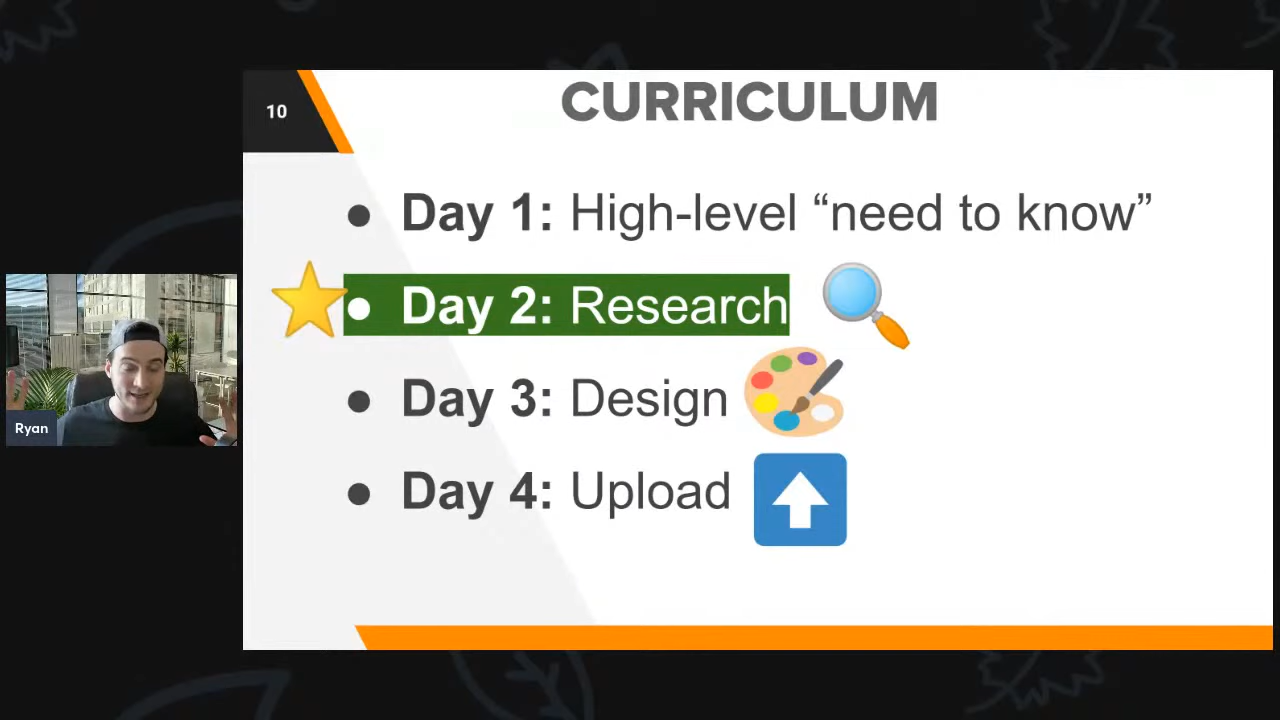 10
CURRICULUM
● Day 1: High-level “need to know”
● Day 2: Research
● Day 3: Design
● Day 4: Upload
Ryan